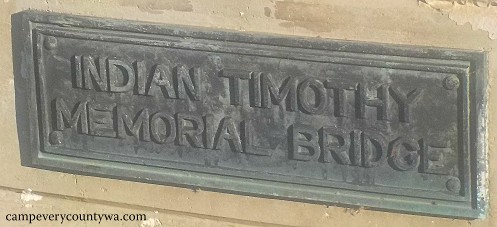 INDIAN TIMOTHY
MEMORIAL BRIDGE
campeverycountywa.com